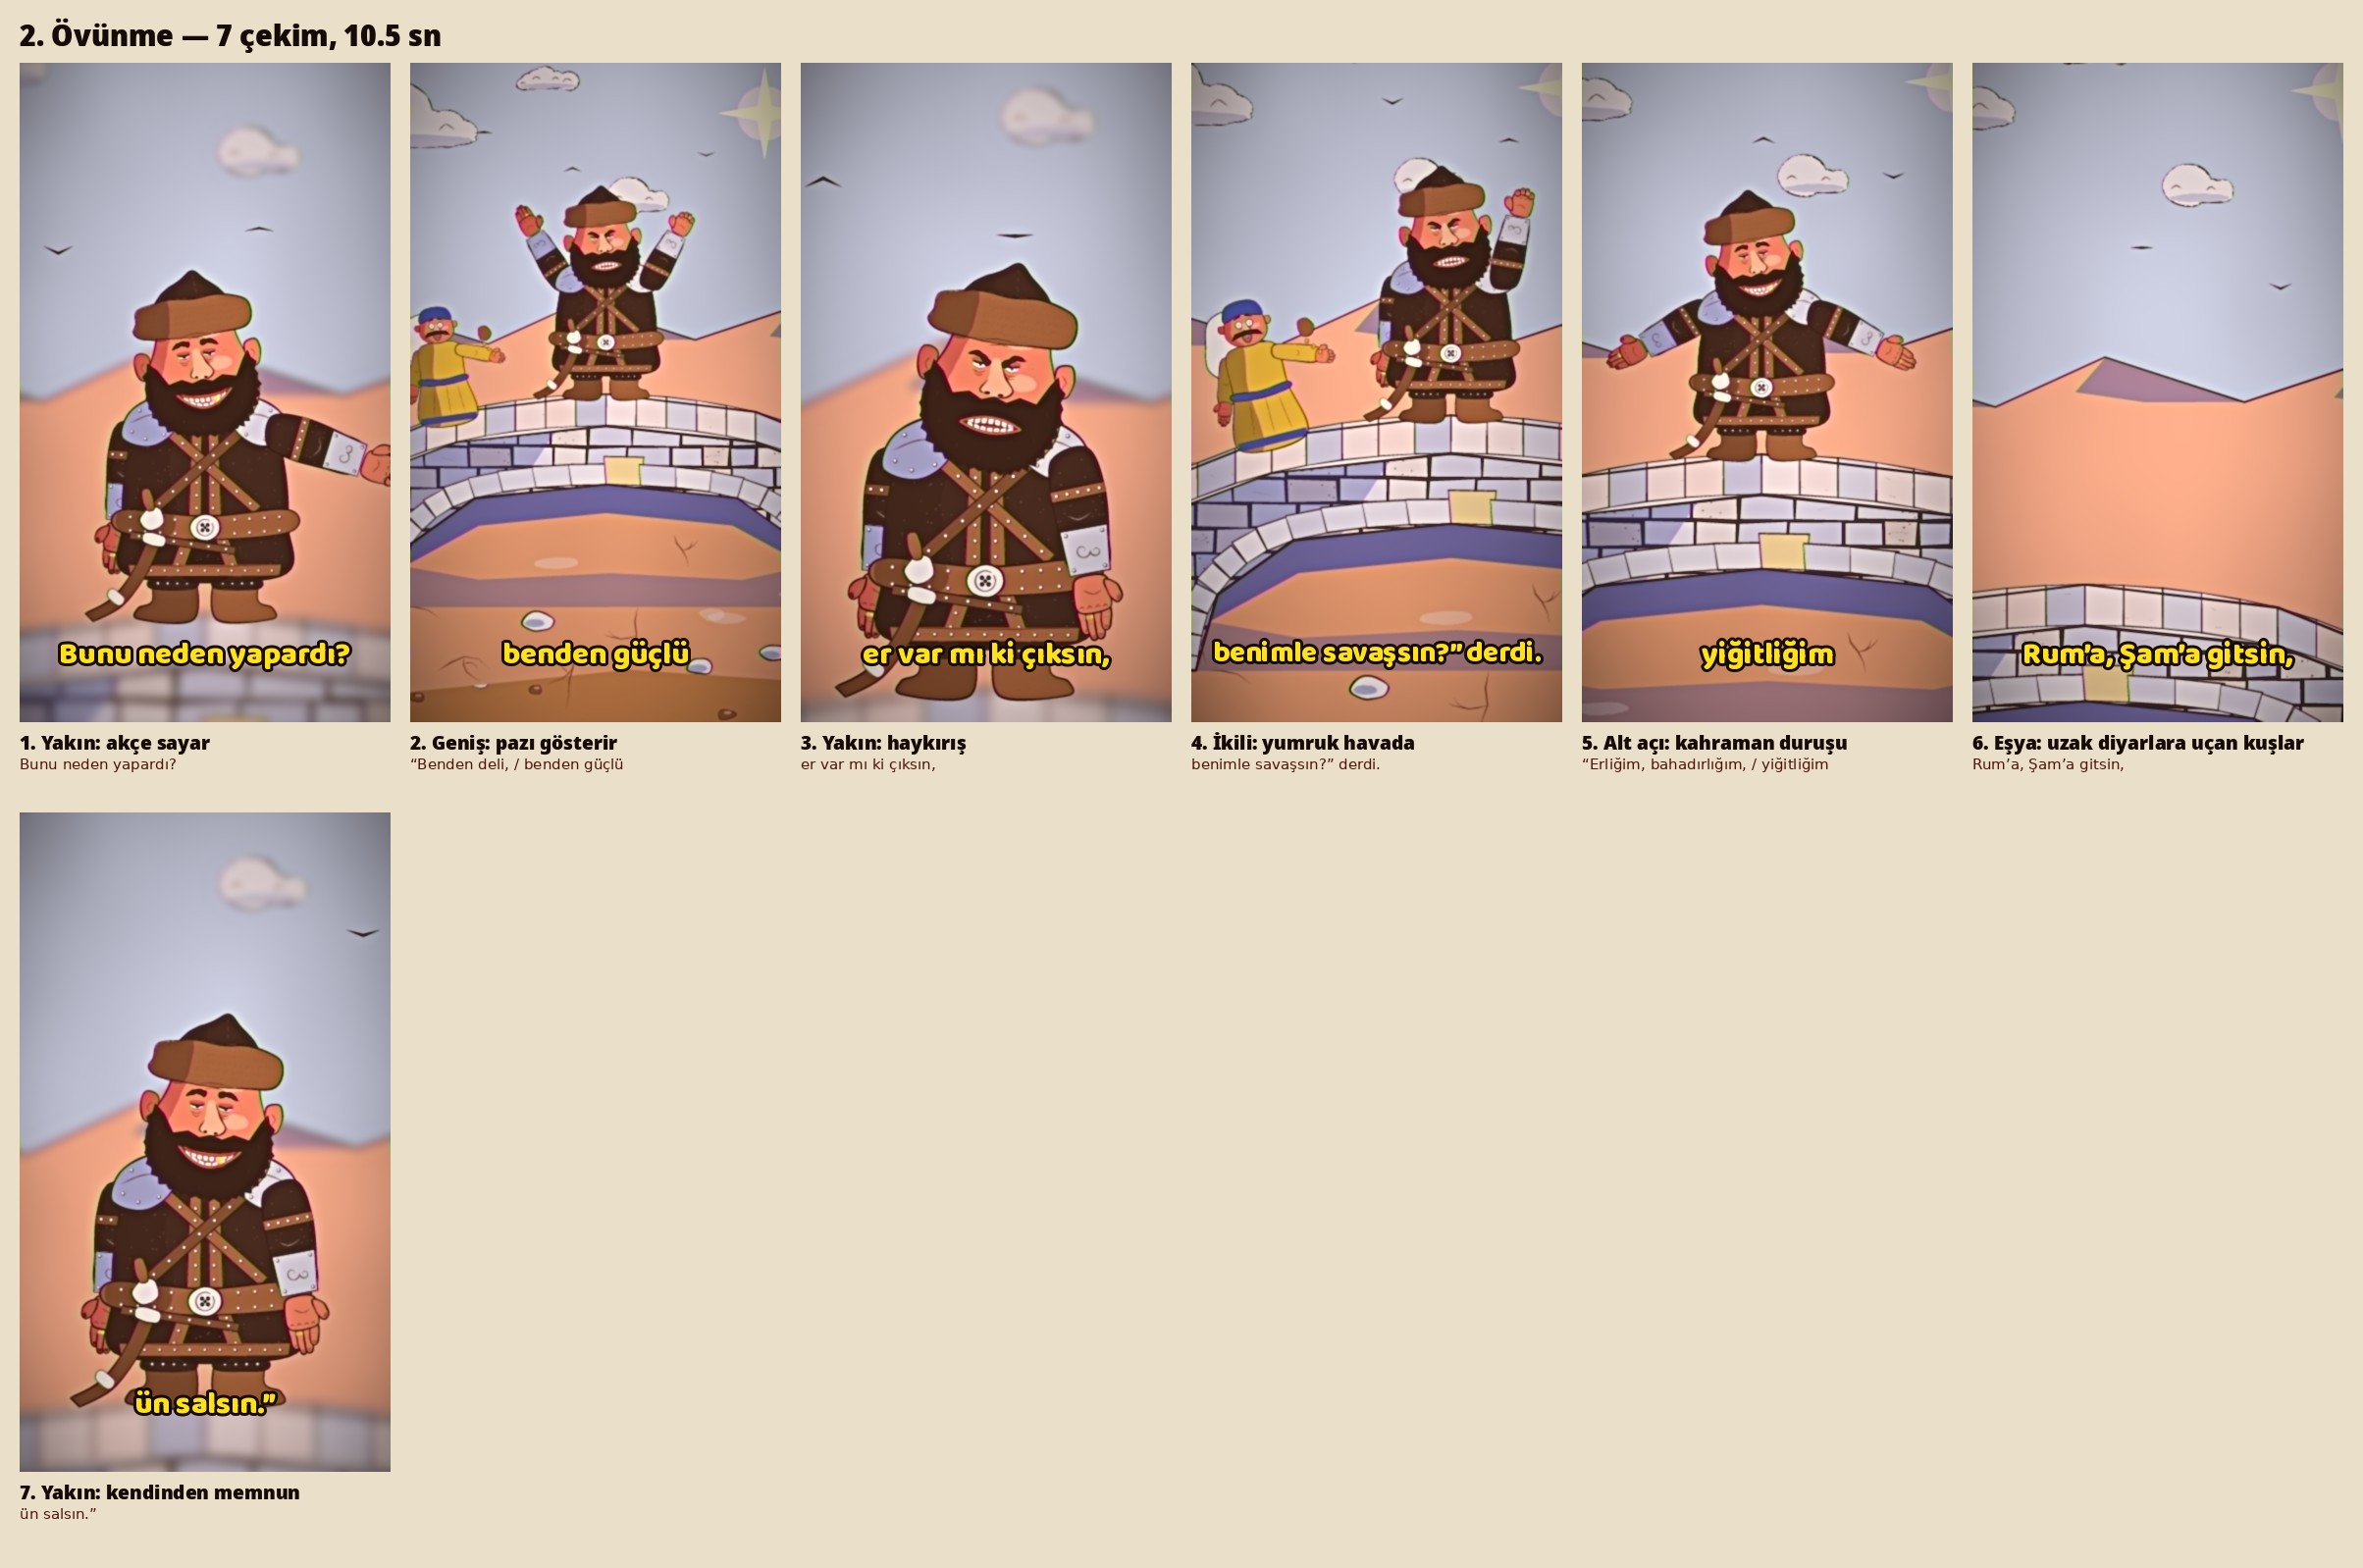 2. Övünme — 7 çekim, 10.5 sn
Bunu neden yapardı?
benden güçlü
er var mı ki çıksın,
benimle savaşsın?” derdi.
yiğitliğim
Rum’a, Şam’a gitsin,
1. Yakın: akçe sayar
Bunu neden yapardı?
2. Geniş: pazı gösterir
“Benden deli, / benden güçlü
3. Yakın: haykırış
er var mı ki çıksın,
4. İkili: yumruk havada
benimle savaşsın?” derdi.
5. Alt açı: kahraman duruşu
“Erliğim, bahadırlığım, / yiğitliğim
6. Eşya: uzak diyarlara uçan kuşlar
Rum’a, Şam’a gitsin,
ün salsın.”
7. Yakın: kendinden memnun
ün salsın.”